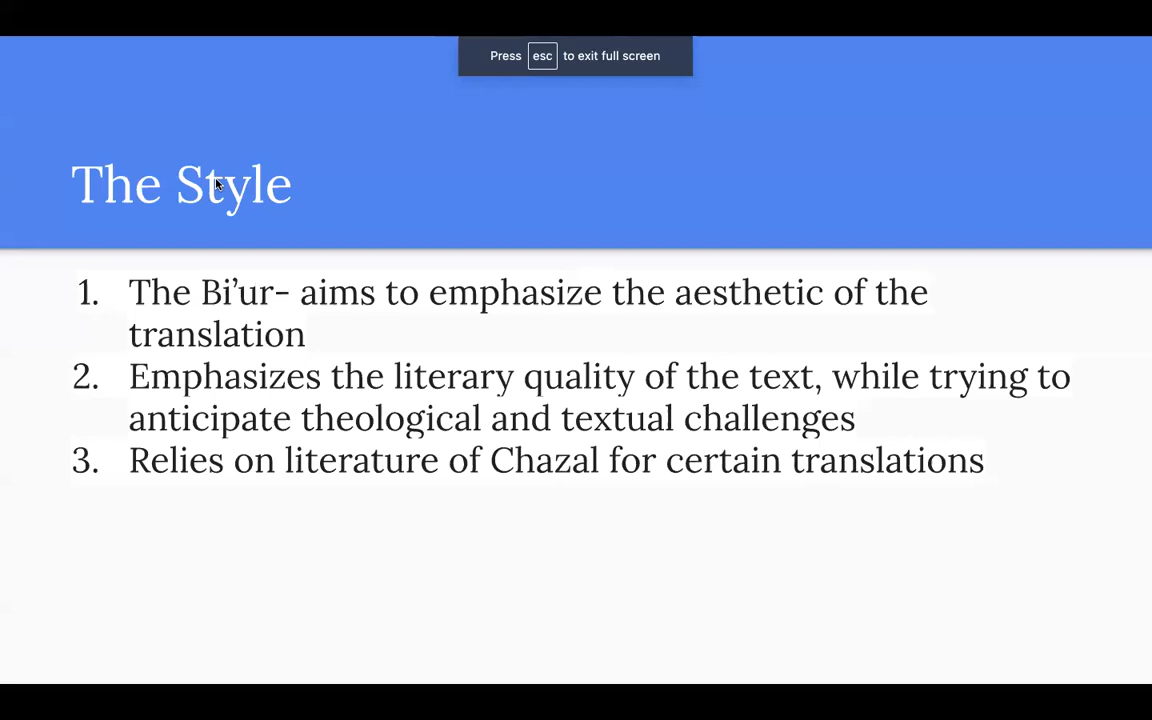 Press esc to exit full screen
The Style
1. The Bi’ur- aims to emphasize the aesthetic of the
translation
2. Emphasizes the literary quality of the text, while trying to
anticipate theological and textual challenges
3. Relies on literature of Chazal for certain translations